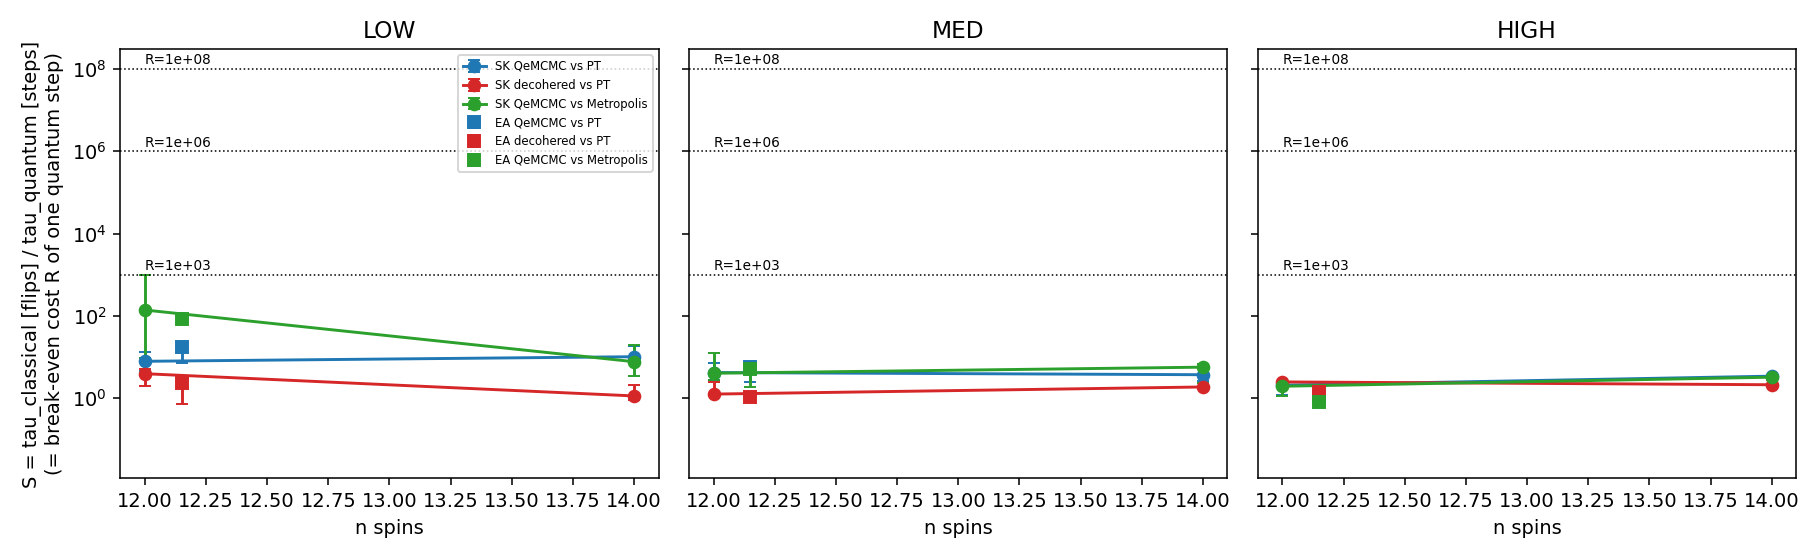 LOW
MED
HIGH
S = tau_classical [flips] / tau_quantum [steps]
(= break-even cost R of one quantum step)
10^8
10^6
10^4
10^2
10^0
R=1e+08
R=1e+06
R=1e+03
SK QeMCMC vs PT
SK decohered vs PT
SK QeMCMC vs Metropolis
EA QeMCMC vs PT
EA decohered vs PT
EA QeMCMC vs Metropolis
12.00 12.25 12.50 12.75 13.00 13.25 13.50 13.75 14.00
n spins
R=1e+08
R=1e+06
R=1e+03
12.00 12.25 12.50 12.75 13.00 13.25 13.50 13.75 14.00
n spins
R=1e+08
R=1e+06
R=1e+03
12.00 12.25 12.50 12.75 13.00 13.25 13.50 13.75 14.00
n spins